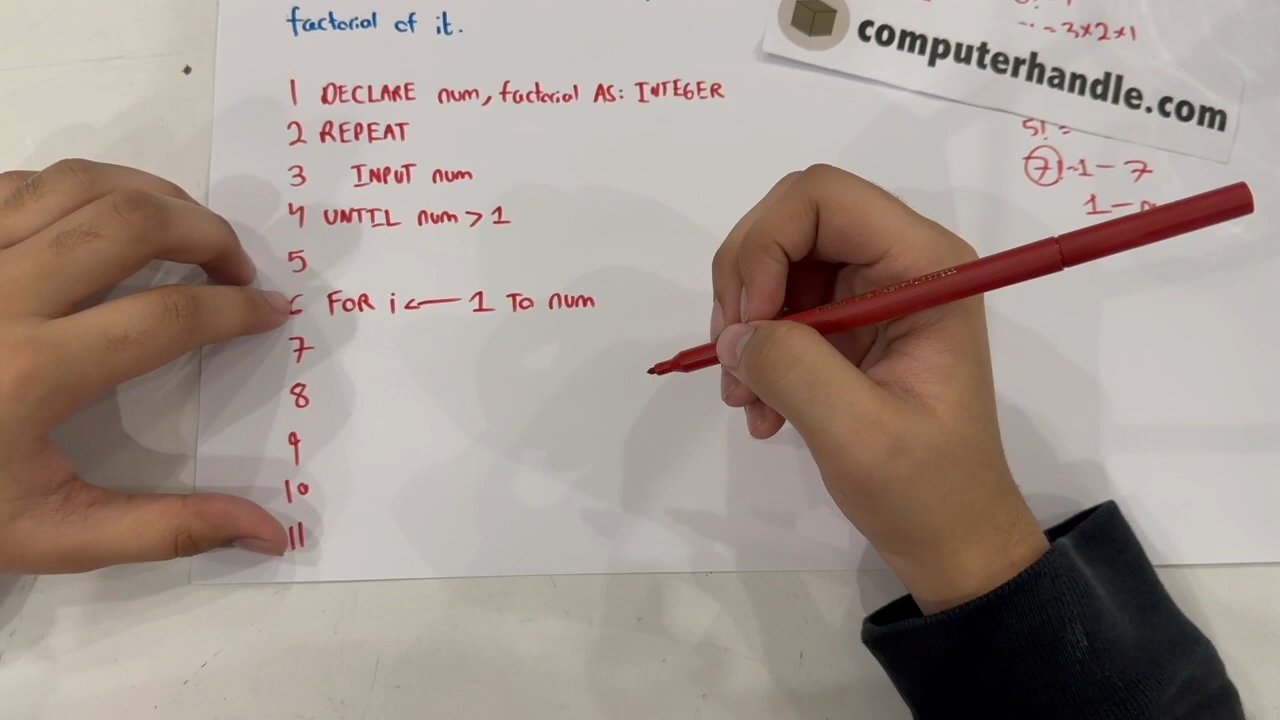 factorial of it.
1 DECLARE num, factorial AS: INTEGER
2 REPEAT
3 INPUT num
4 UNTIL num > 1
5
6 FOR i ← 1 To num
7
8
9
10
11
= 3×2×1
computerhandle.com
5! =
7! - 1 - 7
1 -